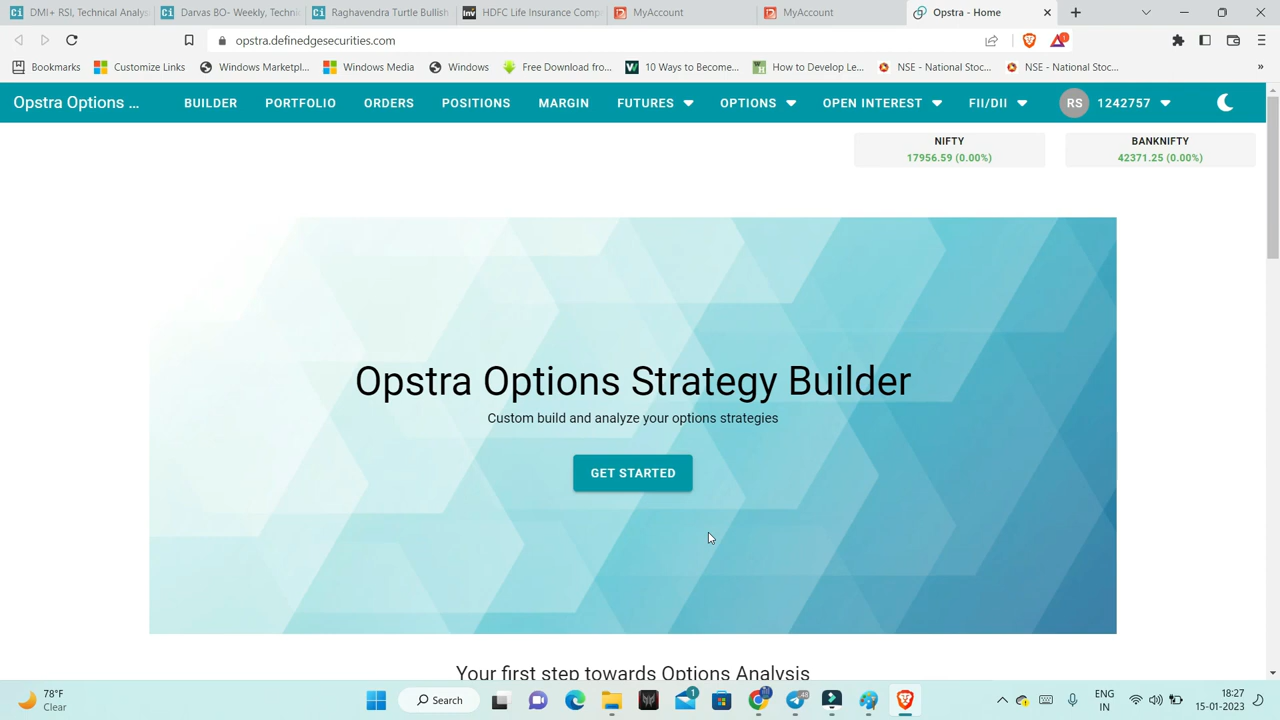 DMI+ RSI, Technical Analys
Darvas BO- Weekly, Techni
Raghavendra Turtle Bullish
HDFC Life Insurance Comp
MyAccount
MyAccount
Opstra - Home
opstra.definedgesecurities.com
Bookmarks
Customize Links
Windows Marketpl...
Windows Media
Windows
Free Download fro...
10 Ways to Become...
How to Develop Le...
NSE - National Stoc...
NSE - National Stoc...
»
Opstra Options ...
BUILDER
PORTFOLIO
ORDERS
POSITIONS
MARGIN
FUTURES
OPTIONS
OPEN INTEREST
FII/DII
RS
1242757
NIFTY
17956.59 (0.00%)
BANKNIFTY
42371.25 (0.00%)
Opstra Options Strategy Builder
Custom build and analyze your options strategies
GET STARTED
Your first step towards Options Analysis
78°F
Clear
Search
ENG
IN
18:27
15-01-2023